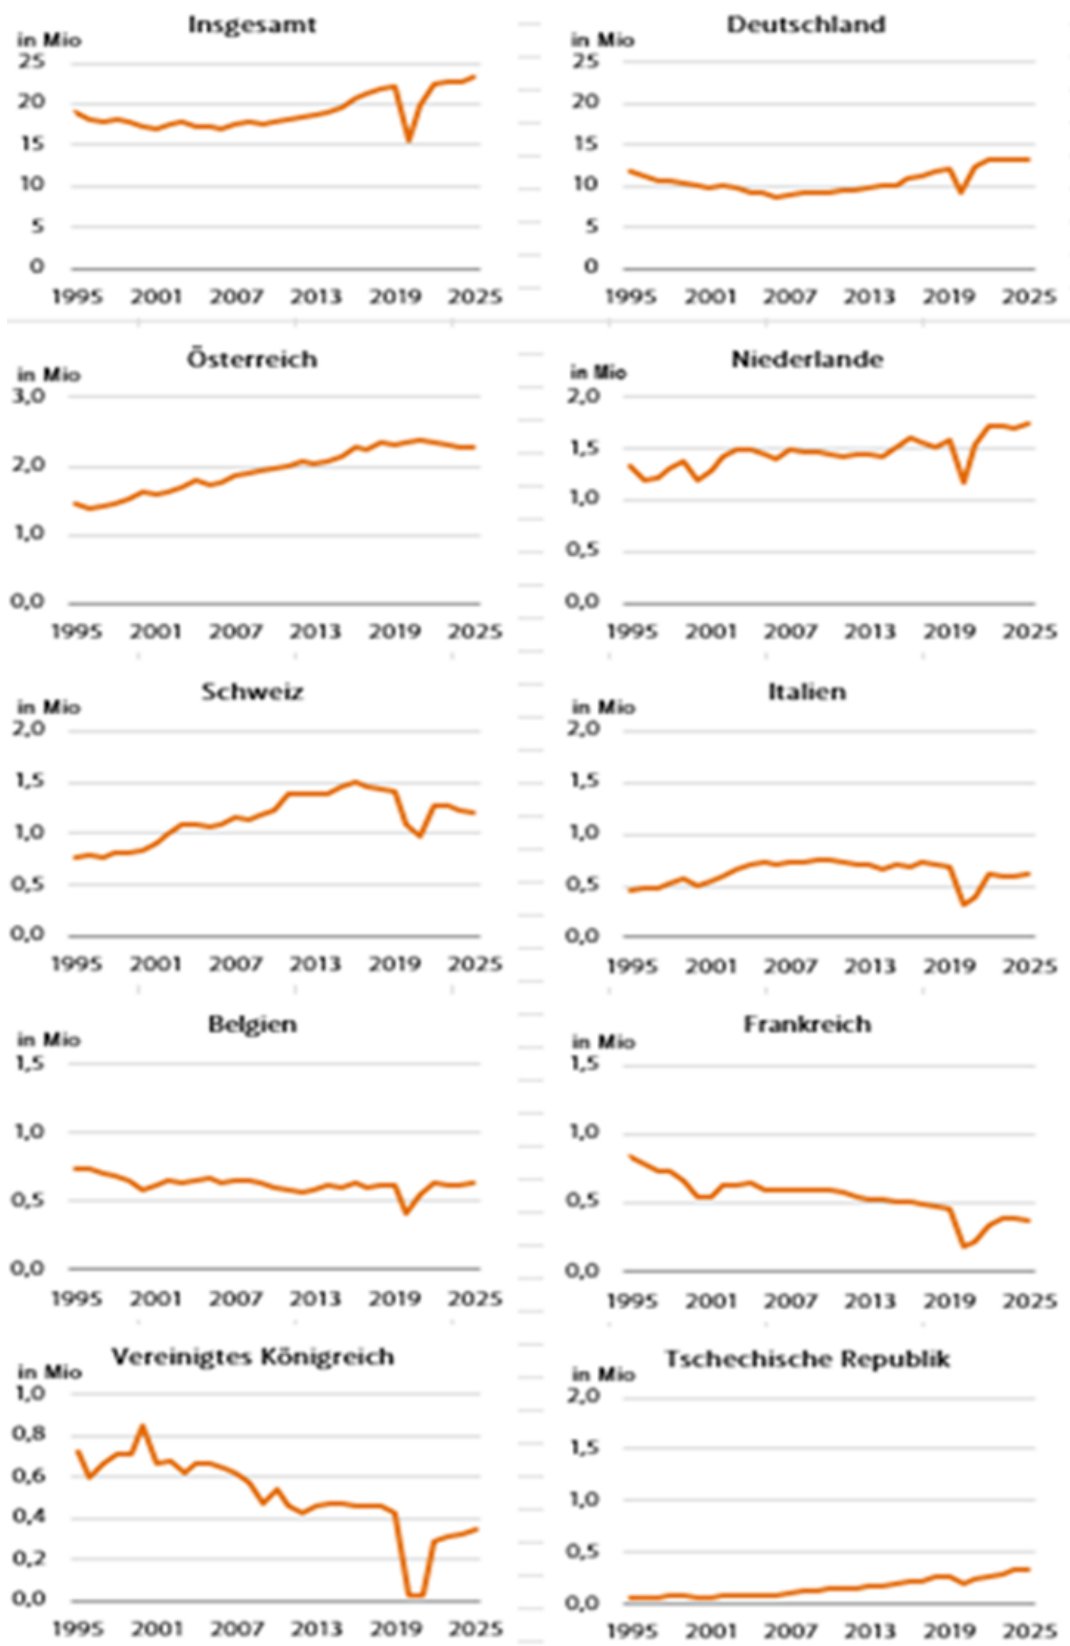 Insgesamt
in Mio
25
20
15
10
5
0
1995 2001 2007 2013 2019 2025
Deutschland
in Mio
25
20
15
10
5
0
1995 2001 2007 2013 2019 2025
Österreich
in Mio
3,0
2,0
1,0
0,0
1995 2001 2007 2013 2019 2025
Niederlande
in Mio
2,0
1,5
1,0
0,5
0,0
1995 2001 2007 2013 2019 2025
Schweiz
in Mio
2,0
1,5
1,0
0,5
0,0
1995 2001 2007 2013 2019 2025
Italien
in Mio
2,0
1,5
1,0
0,5
0,0
1995 2001 2007 2013 2019 2025
Belgien
in Mio
1,5
1,0
0,5
0,0
1995 2001 2007 2013 2019 2025
Frankreich
in Mio
1,5
1,0
0,5
0,0
1995 2001 2007 2013 2019 2025
Vereinigtes Königreich
in Mio
1,0
0,8
0,6
0,4
0,2
0,0
1995 2001 2007 2013 2019 2025
Tschechische Republik
in Mio
2,0
1,5
1,0
0,5
0,0
1995 2001 2007 2013 2019 2025